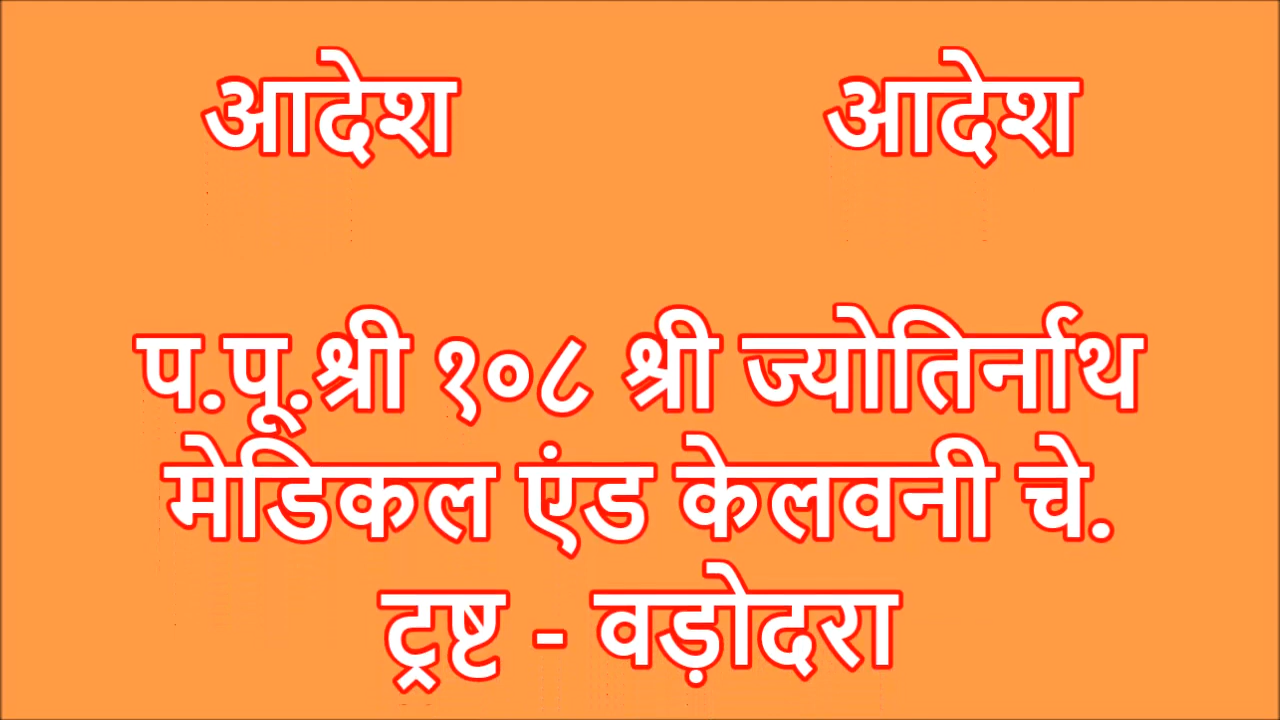 आदेश आदेश
प.पू.श्री १०८ श्री ज्योतिर्नाथ
मेडिकल एंड केलवनी चे.
ट्रष्ट - वड़ोदरा